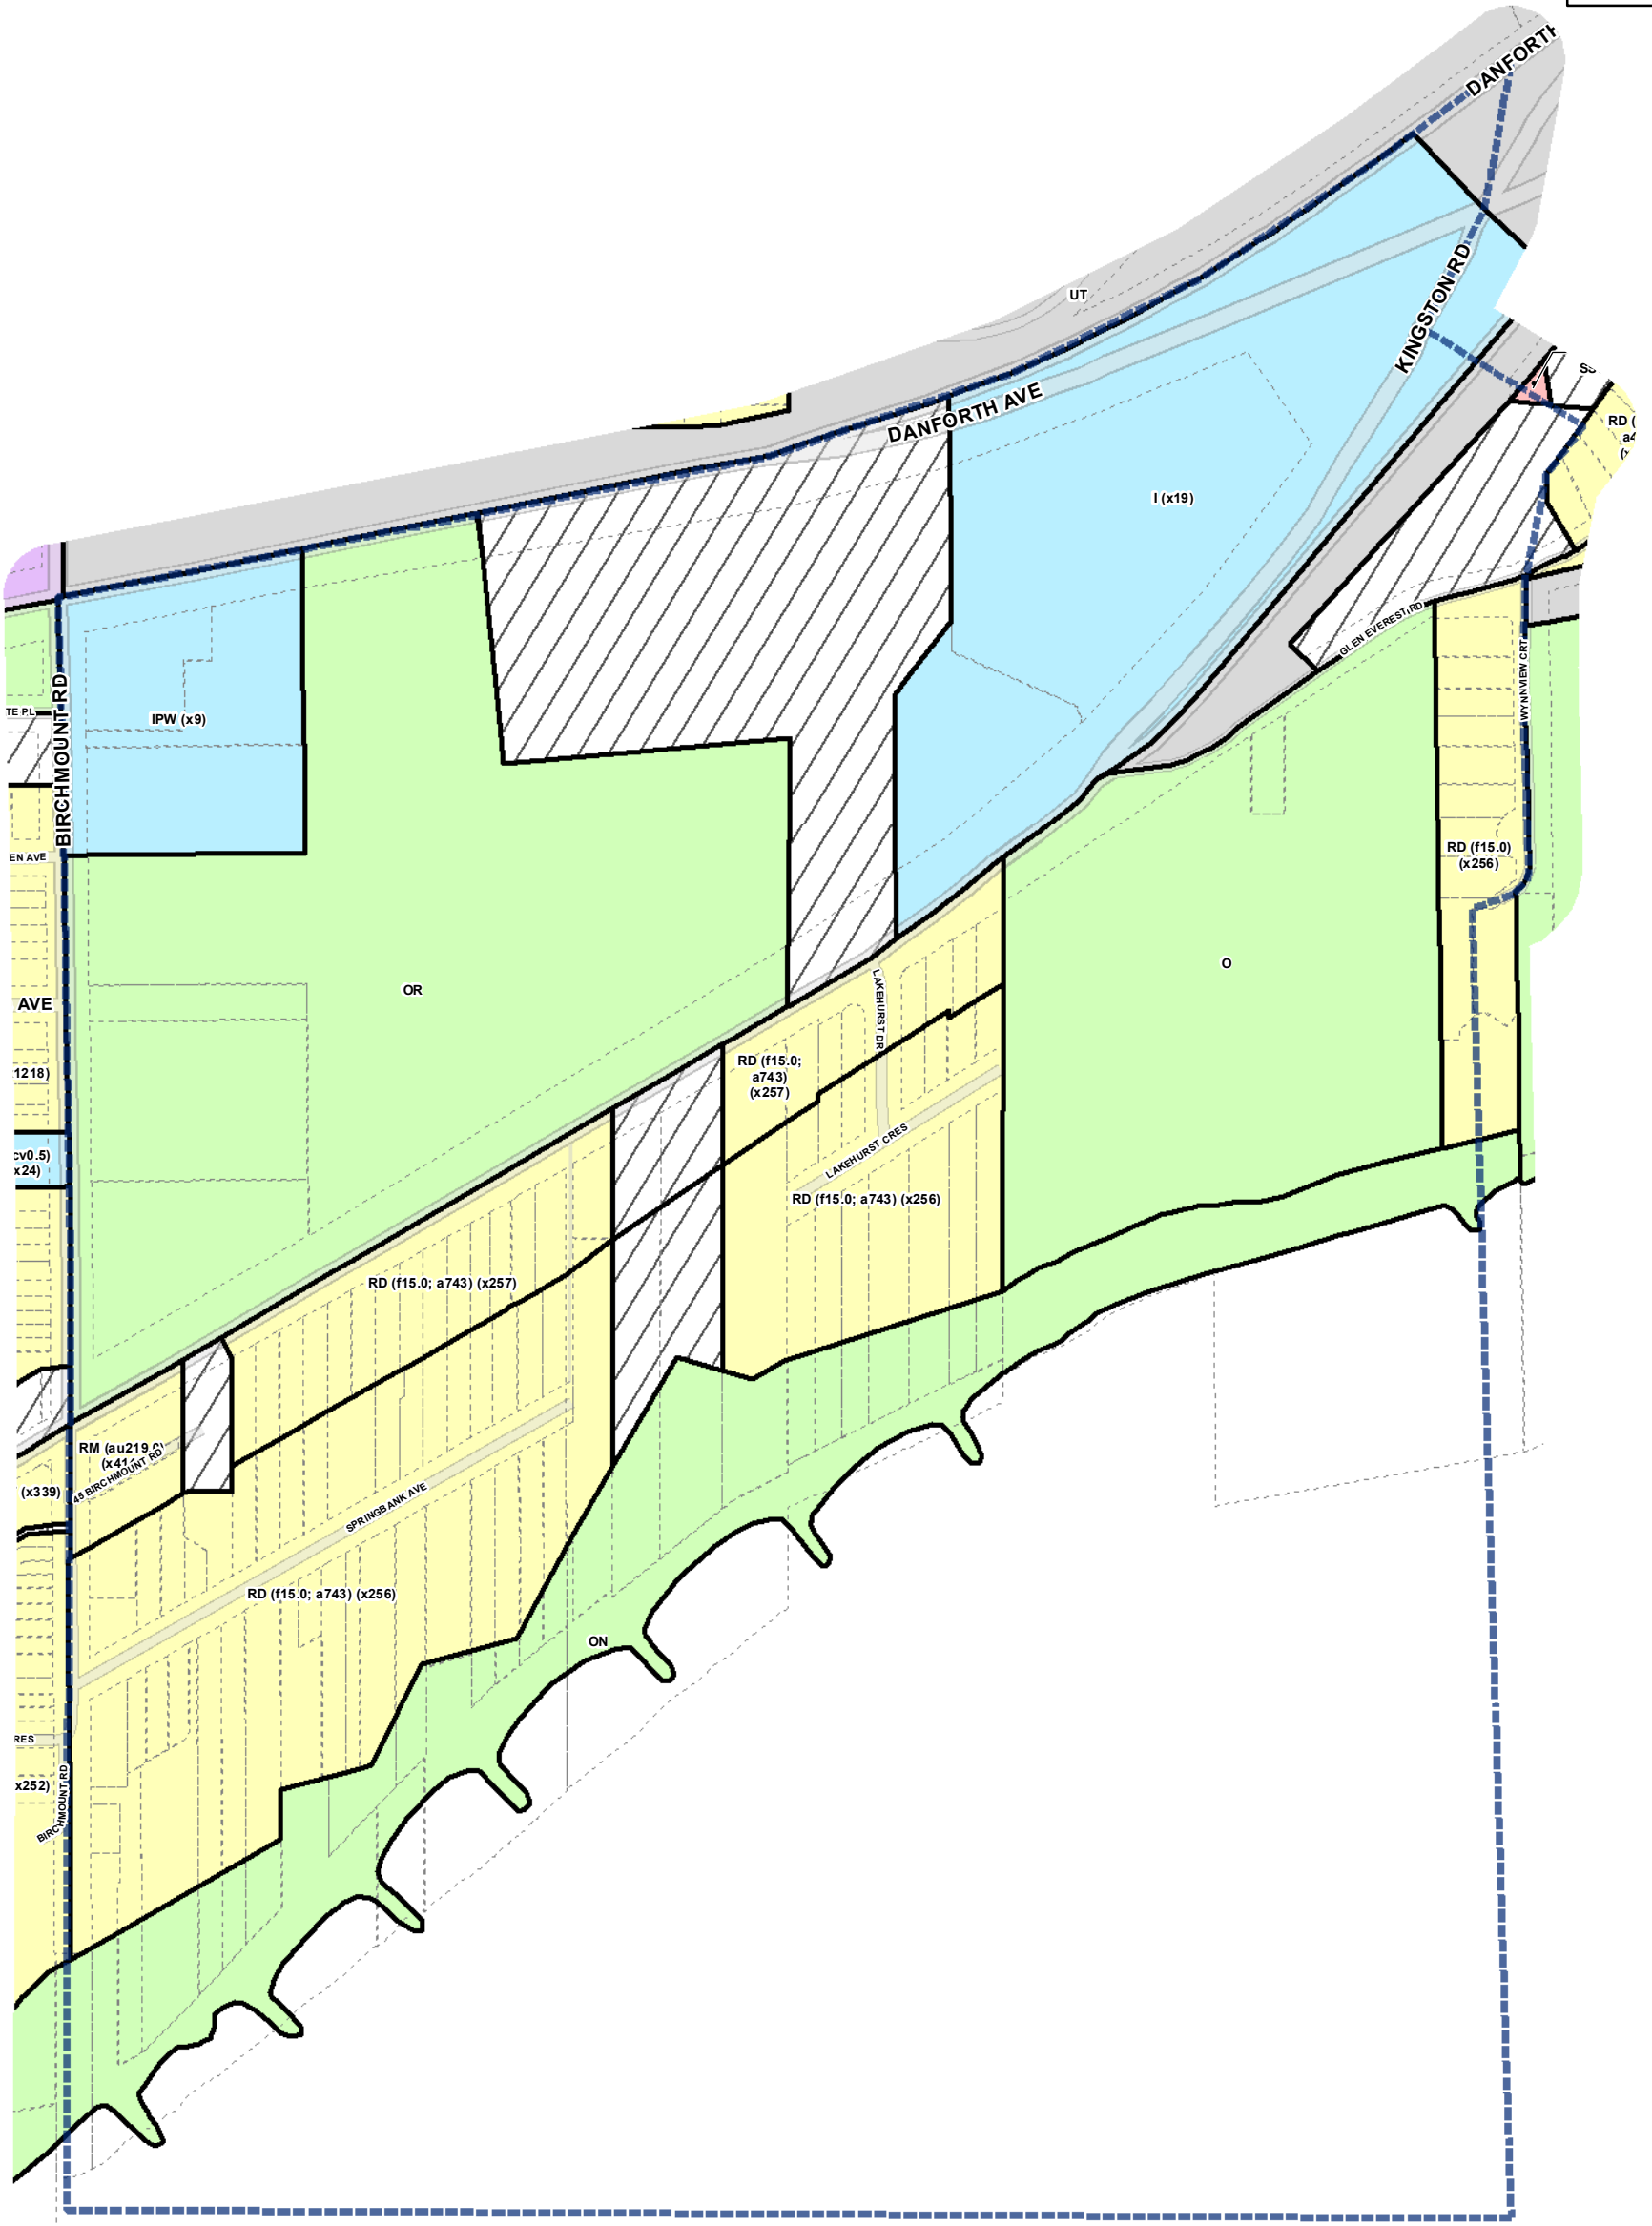 DANFORTH
UT
KINGSTON RD
DANFORTH AVE
RD (
I (x19)
GLEN EVEREST RD
WYNNVIEW CRT
TE PL
BIRCHMOUNT RD
IPW (x9)
EN AVE
RD (f15.0)
(x256)
O
OR
AVE
LAKEHURST DR
1218)
RD (f15.0;
a743)
(x257)
LAKEHURST CRES
cv0.5)
x24)
RD (f15.0; a743) (x256)
RD (f15.0; a743) (x257)
RM (au219.0)
45 BIRCHMOUNT RD
(x339)
SPRINGBANK AVE
RD (f15.0; a743) (x256)
ON
RES
x252)
BIRCHMOUNT RD